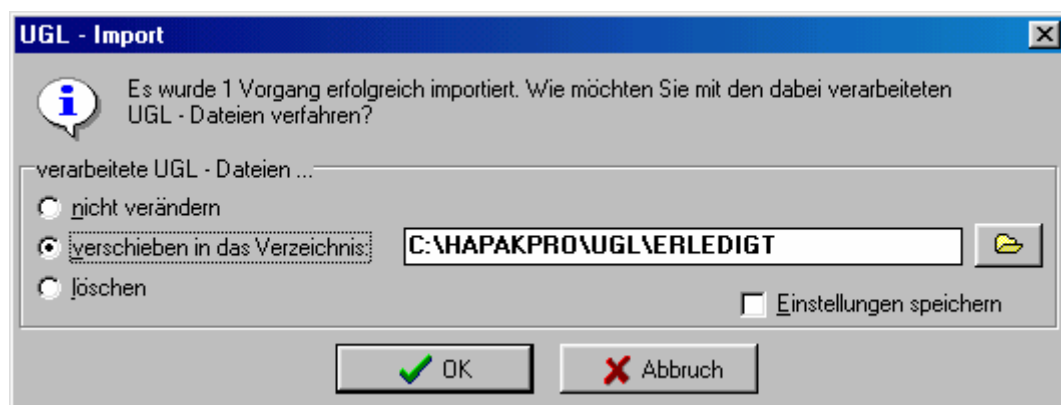 UGL - Import
Es wurde 1 Vorgang erfolgreich importiert. Wie möchten Sie mit den dabei verarbeiteten
UGL - Dateien verfahren?
verarbeitete UGL - Dateien ...
nicht verändern
verschieben in das Verzeichnis: C:\HAPAKPRO\UGL\ERLEDIGT
löschen
Einstellungen speichern
OK Abbruch